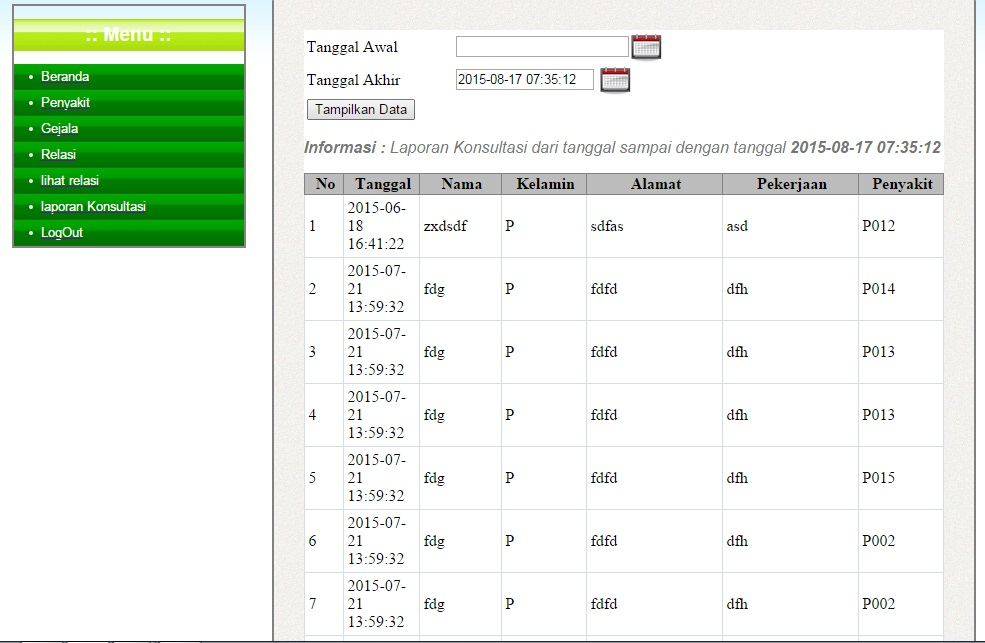 :: Menu ::
• Beranda
• Penyakit
• Gejala
• Relasi
• lihat relasi
• laporan Konsultasi
• LogOut
Tanggal Awal
Tanggal Akhir 2015-08-17 07:35:12
Tampilkan Data
Informasi : Laporan Konsultasi dari tanggal sampai dengan tanggal 2015-08-17 07:35:12
No Tanggal Nama Kelamin Alamat Pekerjaan Penyakit
1 2015-06-18 16:41:22 zxdsdf P sdfas asd P012
2 2015-07-21 13:59:32 fdg P fdfd dfh P014
3 2015-07-21 13:59:32 fdg P fdfd dfh P013
4 2015-07-21 13:59:32 fdg P fdfd dfh P013
5 2015-07-21 13:59:32 fdg P fdfd dfh P015
6 2015-07-21 13:59:32 fdg P fdfd dfh P002
7 2015-07-21 13:59:32 fdg P fdfd dfh P002